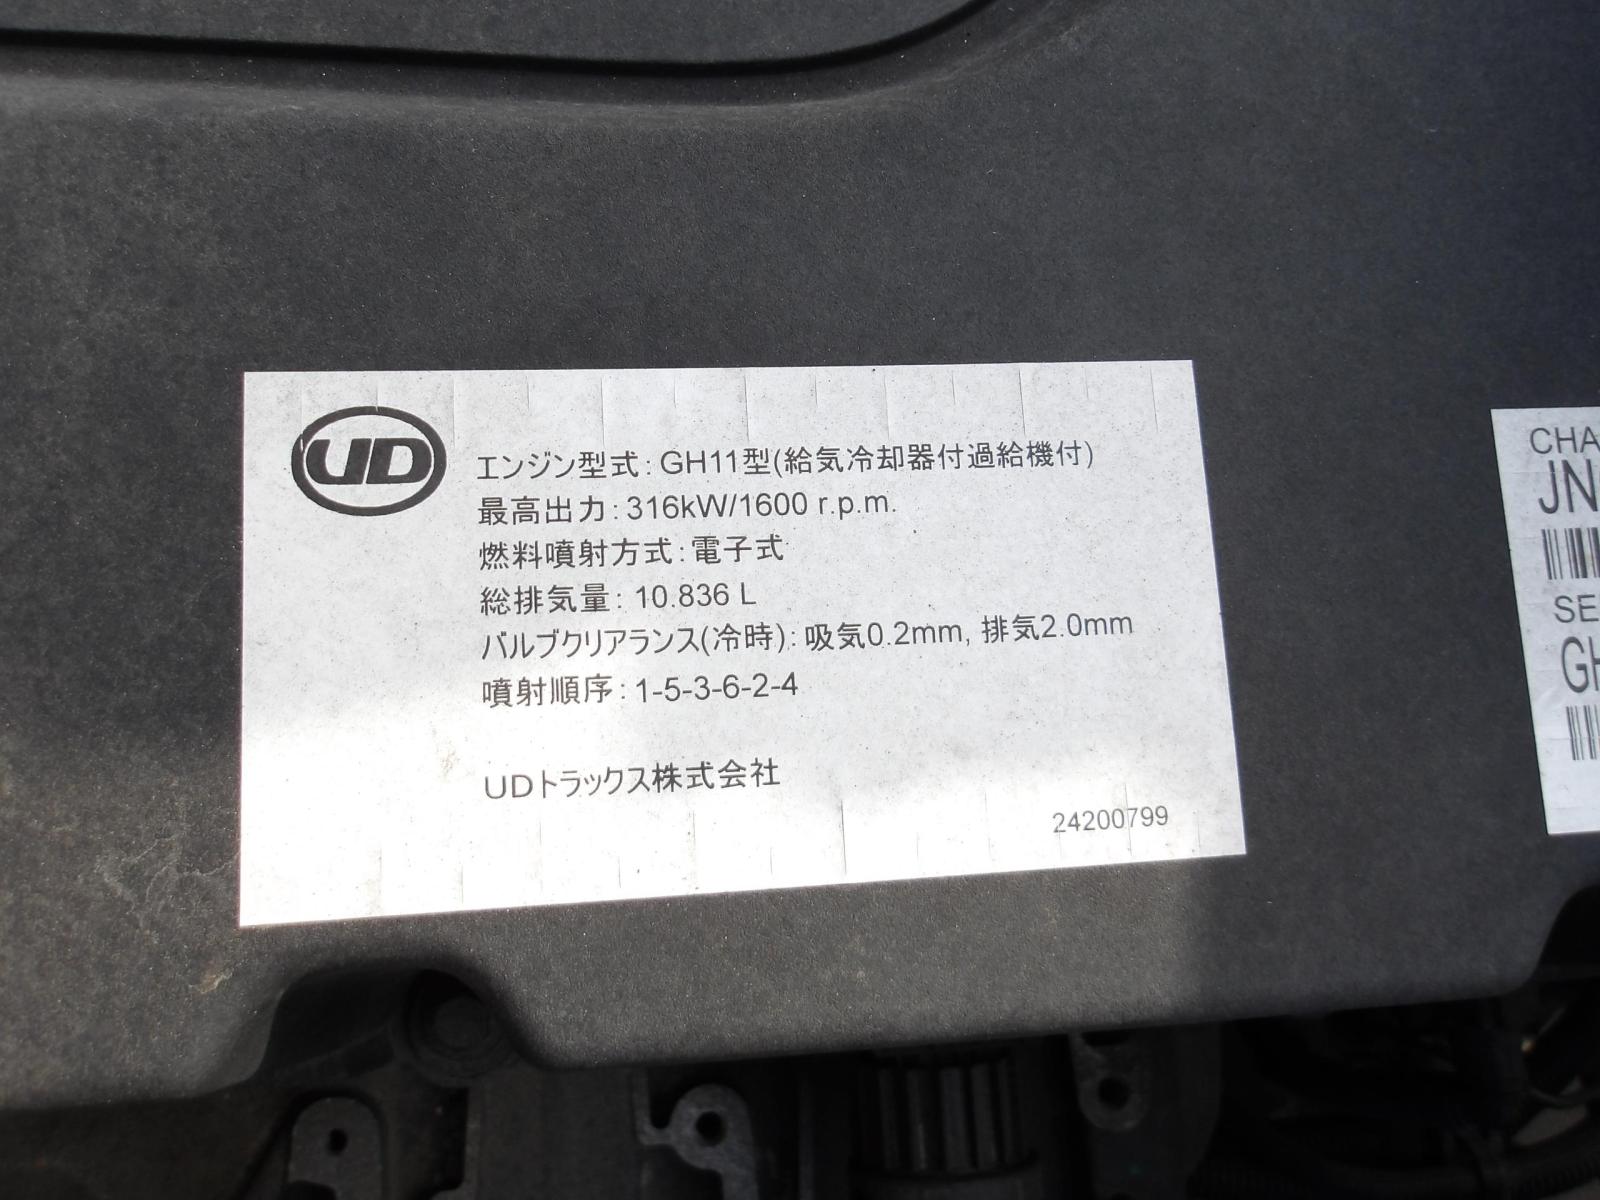 UD
エンジン型式: GH11型(給気冷却器付過給機付)
最高出力: 316kW/1600 r.p.m.
燃料噴射方式: 電子式
総排気量: 10.836 L
バルブクリアランス(冷時): 吸気0.2mm, 排気2.0mm
噴射順序: 1-5-3-6-2-4
UDトラックス株式会社
24200799
CHA
JN
SE
GH